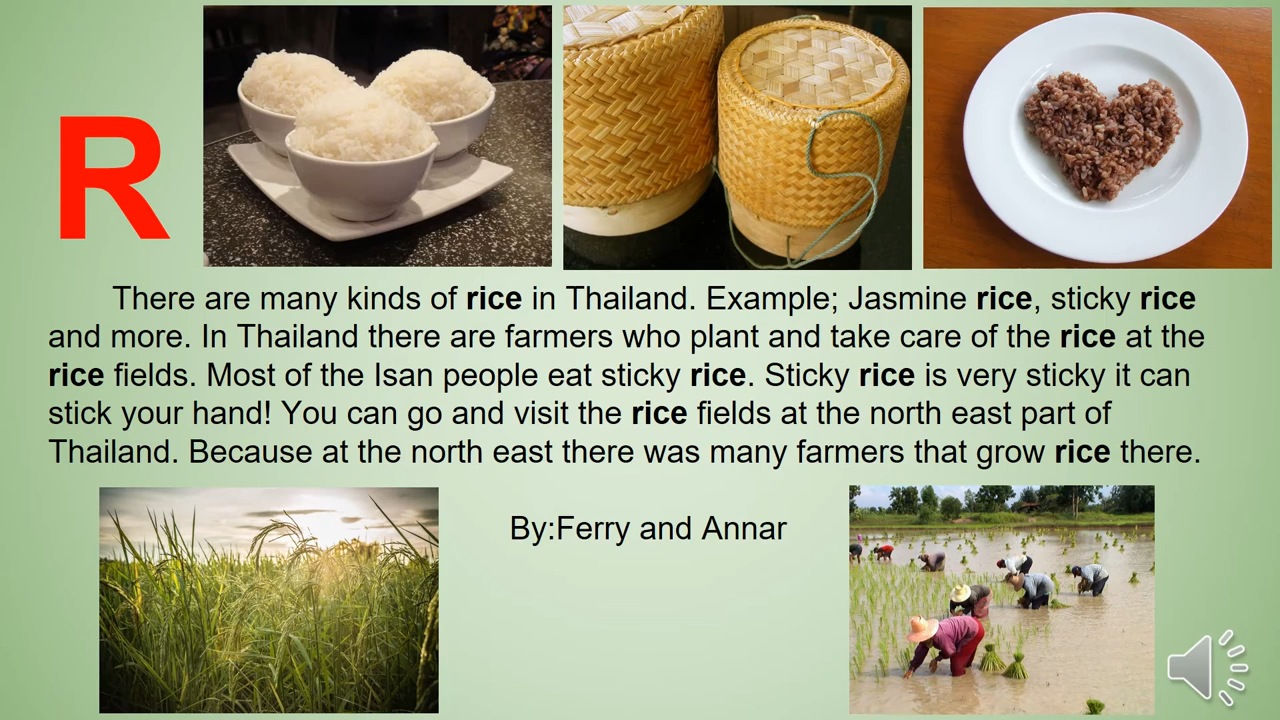 R
There are many kinds of rice in Thailand. Example; Jasmine rice, sticky rice
and more. In Thailand there are farmers who plant and take care of the rice at the
rice fields. Most of the Isan people eat sticky rice. Sticky rice is very sticky it can
stick your hand! You can go and visit the rice fields at the north east part of
Thailand. Because at the north east there was many farmers that grow rice there.
By:Ferry and Annar